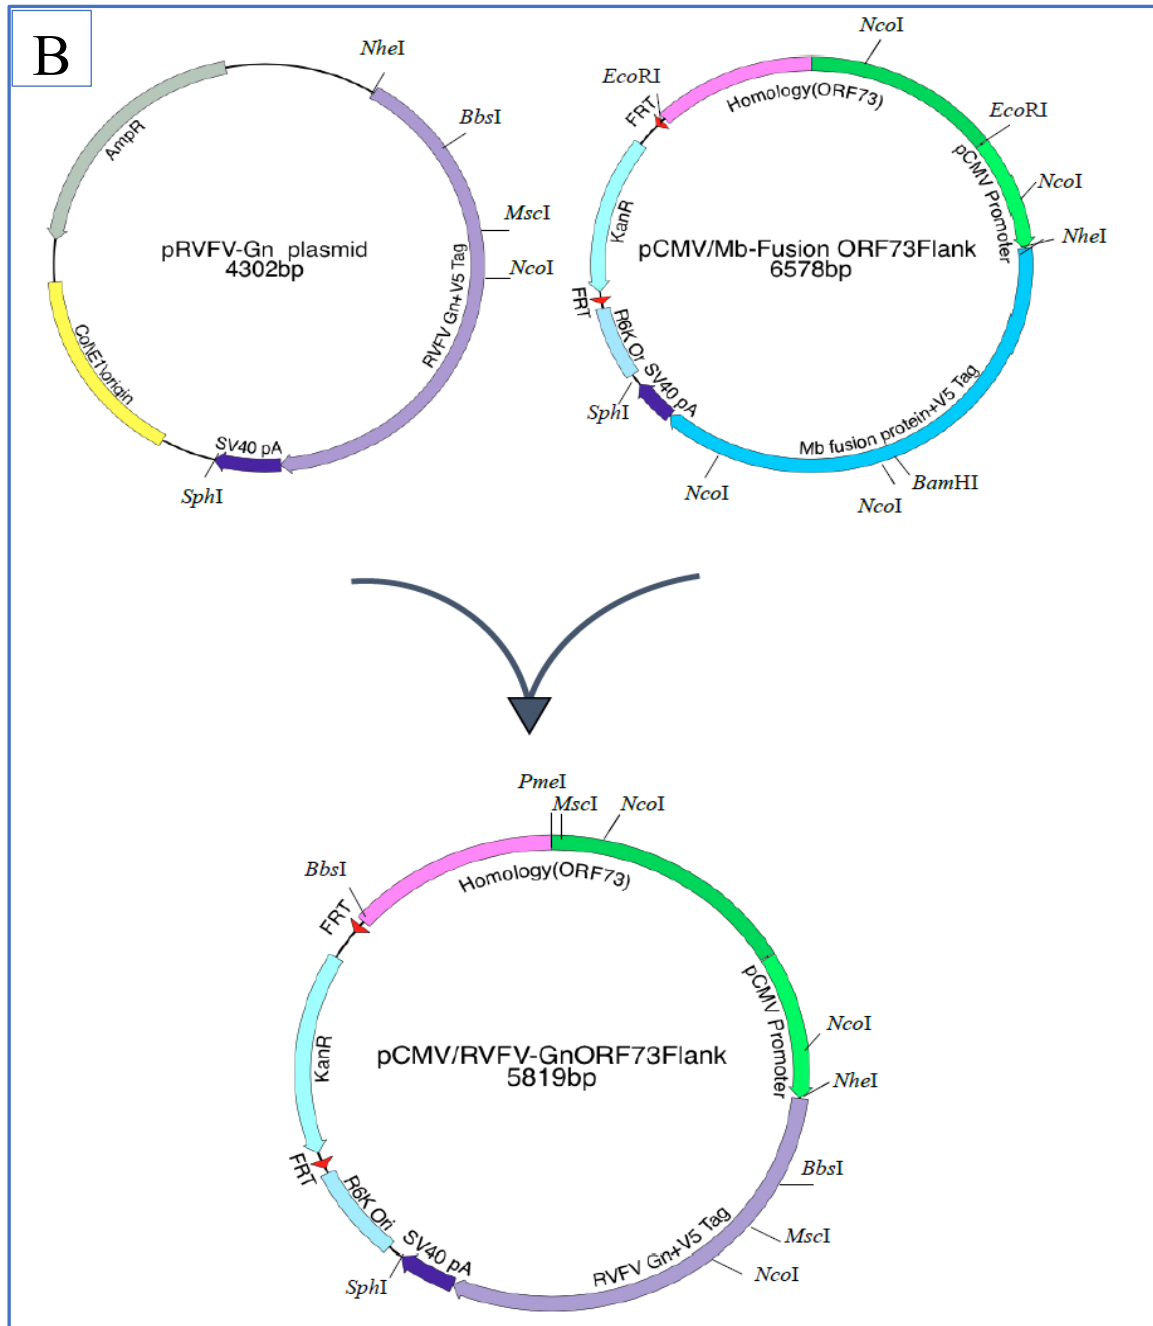 B
NheI
BbsI
MscI
NcoI
AmpR
pRVFV-Gn plasmid
4302bp
RVFV Gn+V5 Tag
ColE1\origin
SV40 pA
SphI
NcoI
EcoRI
FRT
Homology(ORF73)
EcoRI
pCMV Promoter
NcoI
NheI
KanR
pCMV/Mb-Fusion ORF73Flank
6578bp
FRT
R6K Or
SV40 pA
SphI
Mb fusion protein+V5 Tag
NcoI
BamHI
NcoI
PmeI
MscI
NcoI
BbsI
FRT
Homology(ORF73)
pCMV Promoter
NcoI
NheI
KanR
pCMV/RVFV-GnORF73Flank
5819bp
FRT
R6K Ori
SV40 pA
SphI
RVFV Gn+V5 Tag
BbsI
MscI
NcoI